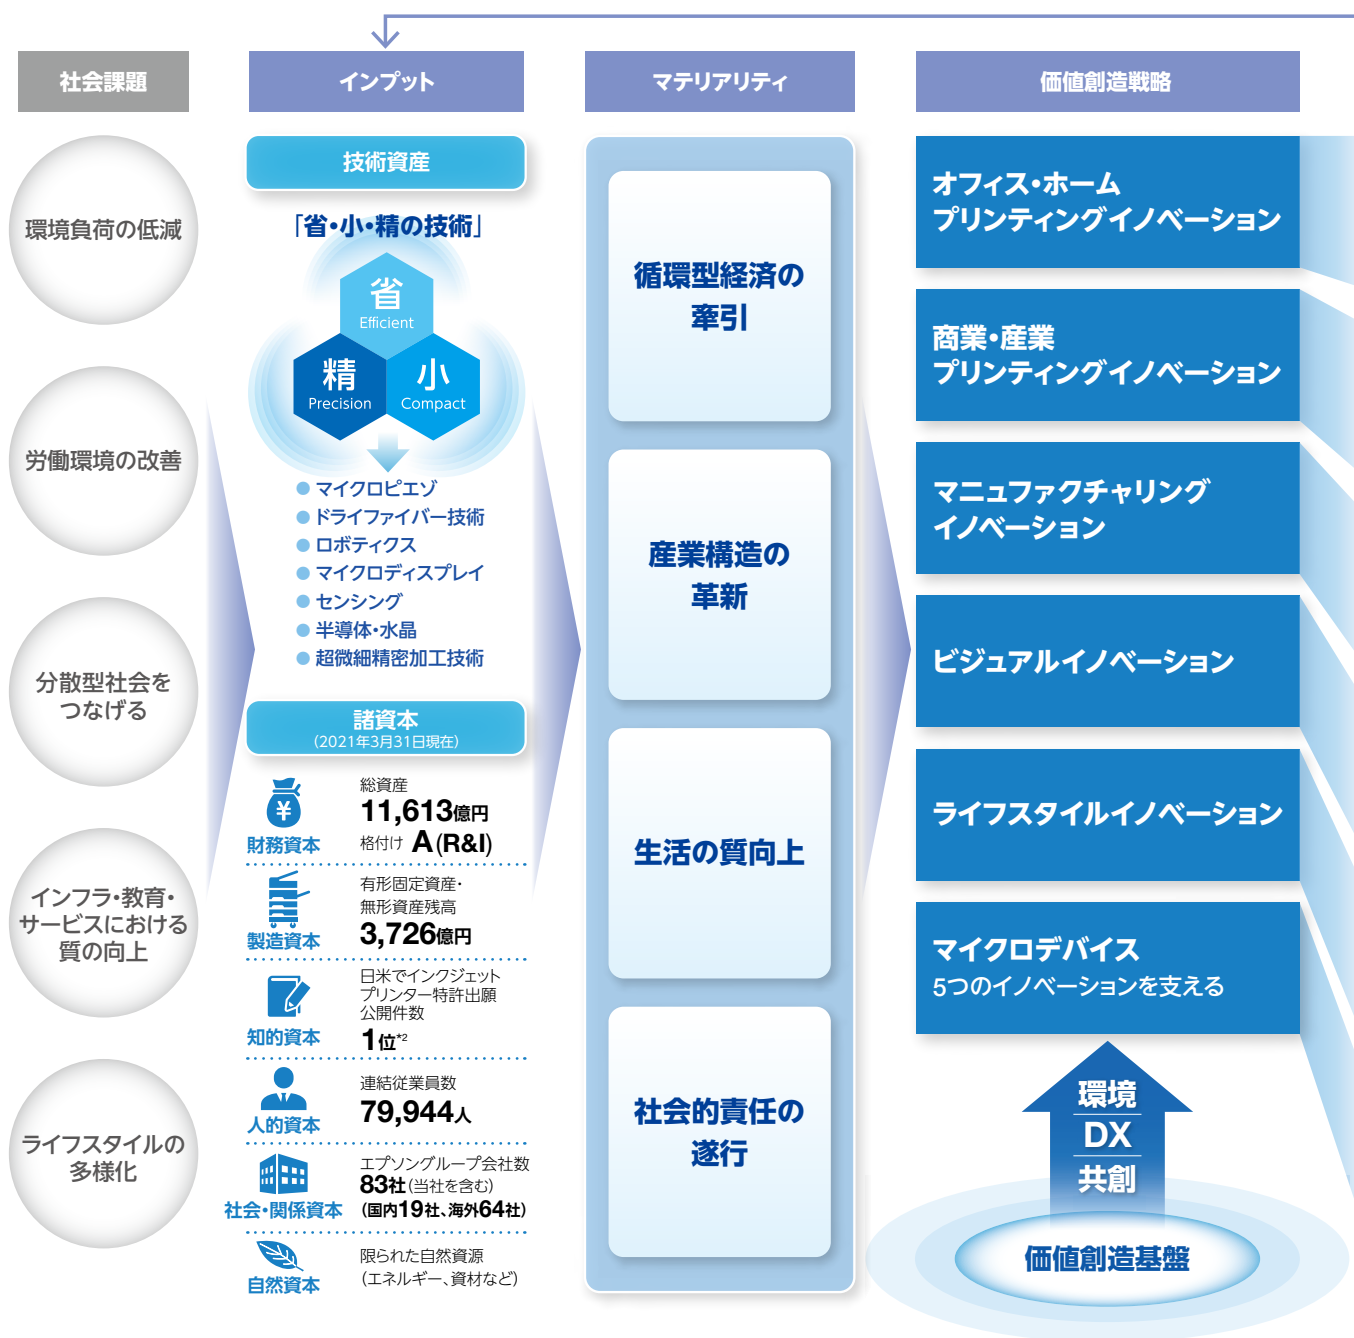 社会課題
環境負荷の低減
労働環境の改善
分散型社会を
つなげる
インフラ・教育・
サービスにおける
質の向上
ライフスタイルの
多様化
インプット
技術資産
「省・小・精の技術」
省
Efficient
精
Precision
小
Compact
● マイクロピエゾ
● ドライファイバー技術
● ロボティクス
● マイクロディスプレイ
● センシング
● 半導体・水晶
● 超微細精密加工技術
諸資本
(2021年3月31日現在)
¥
財務資本
総資産
11,613億円
格付け A(R&I)
製造資本
有形固定資産・
無形資産残高
3,726億円
知的資本
日米でインクジェット
プリンター特許出願
公開件数
1位*2
人的資本
連結従業員数
79,944人
社会・関係資本
エプソングループ会社数
83社(当社を含む)
(国内19社、海外64社)
自然資本
限られた自然資源
(エネルギー、資材など)
マテリアリティ
循環型経済の
牽引
産業構造の
革新
生活の質向上
社会的責任の
遂行
価値創造戦略
オフィス・ホーム
プリンティングイノベーション
商業・産業
プリンティングイノベーション
マニュファクチャリング
イノベーション
ビジュアルイノベーション
ライフスタイルイノベーション
マイクロデバイス
5つのイノベーションを支える
環境
DX
共創
価値創造基盤